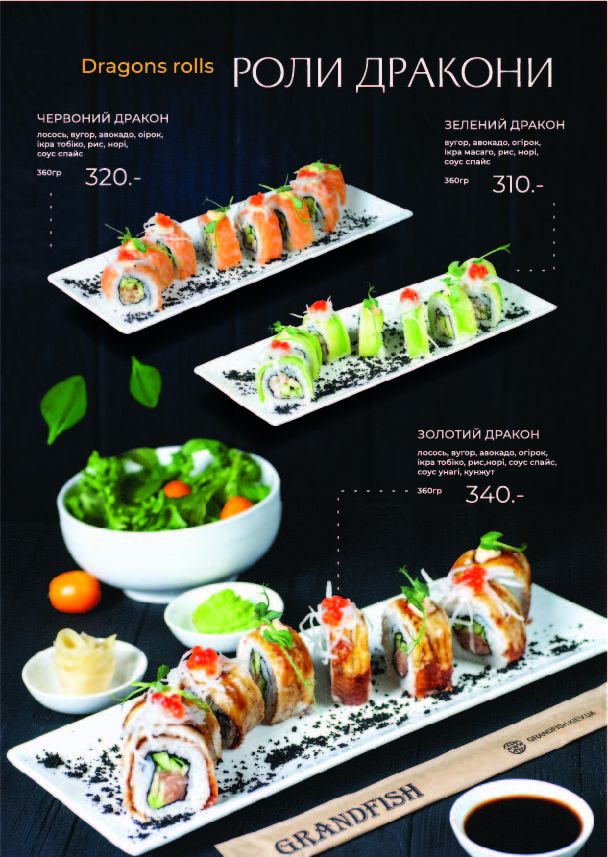 Dragons rolls РОЛИ ДРАКОНИ
ЧЕРВОНИЙ ДРАКОН
лосось, вугор, авокадо, оірок,
ікра тобіко, рис, норі,
соус спайс
360гр 320.-
ЗЕЛЕНИЙ ДРАКОН
вугор, авокадо, огірок,
ікра масаго, рис, норі,
соус спайс
360гр 310.-
ЗОЛОТИЙ ДРАКОН
лосось, вугор, авокадо, огірок,
ікра тобіко, рис,норі, соус спайс,
соус унагі, кунжут
360гр 340.-
GRANDFISH.KIEV.UA
GRANDFISH